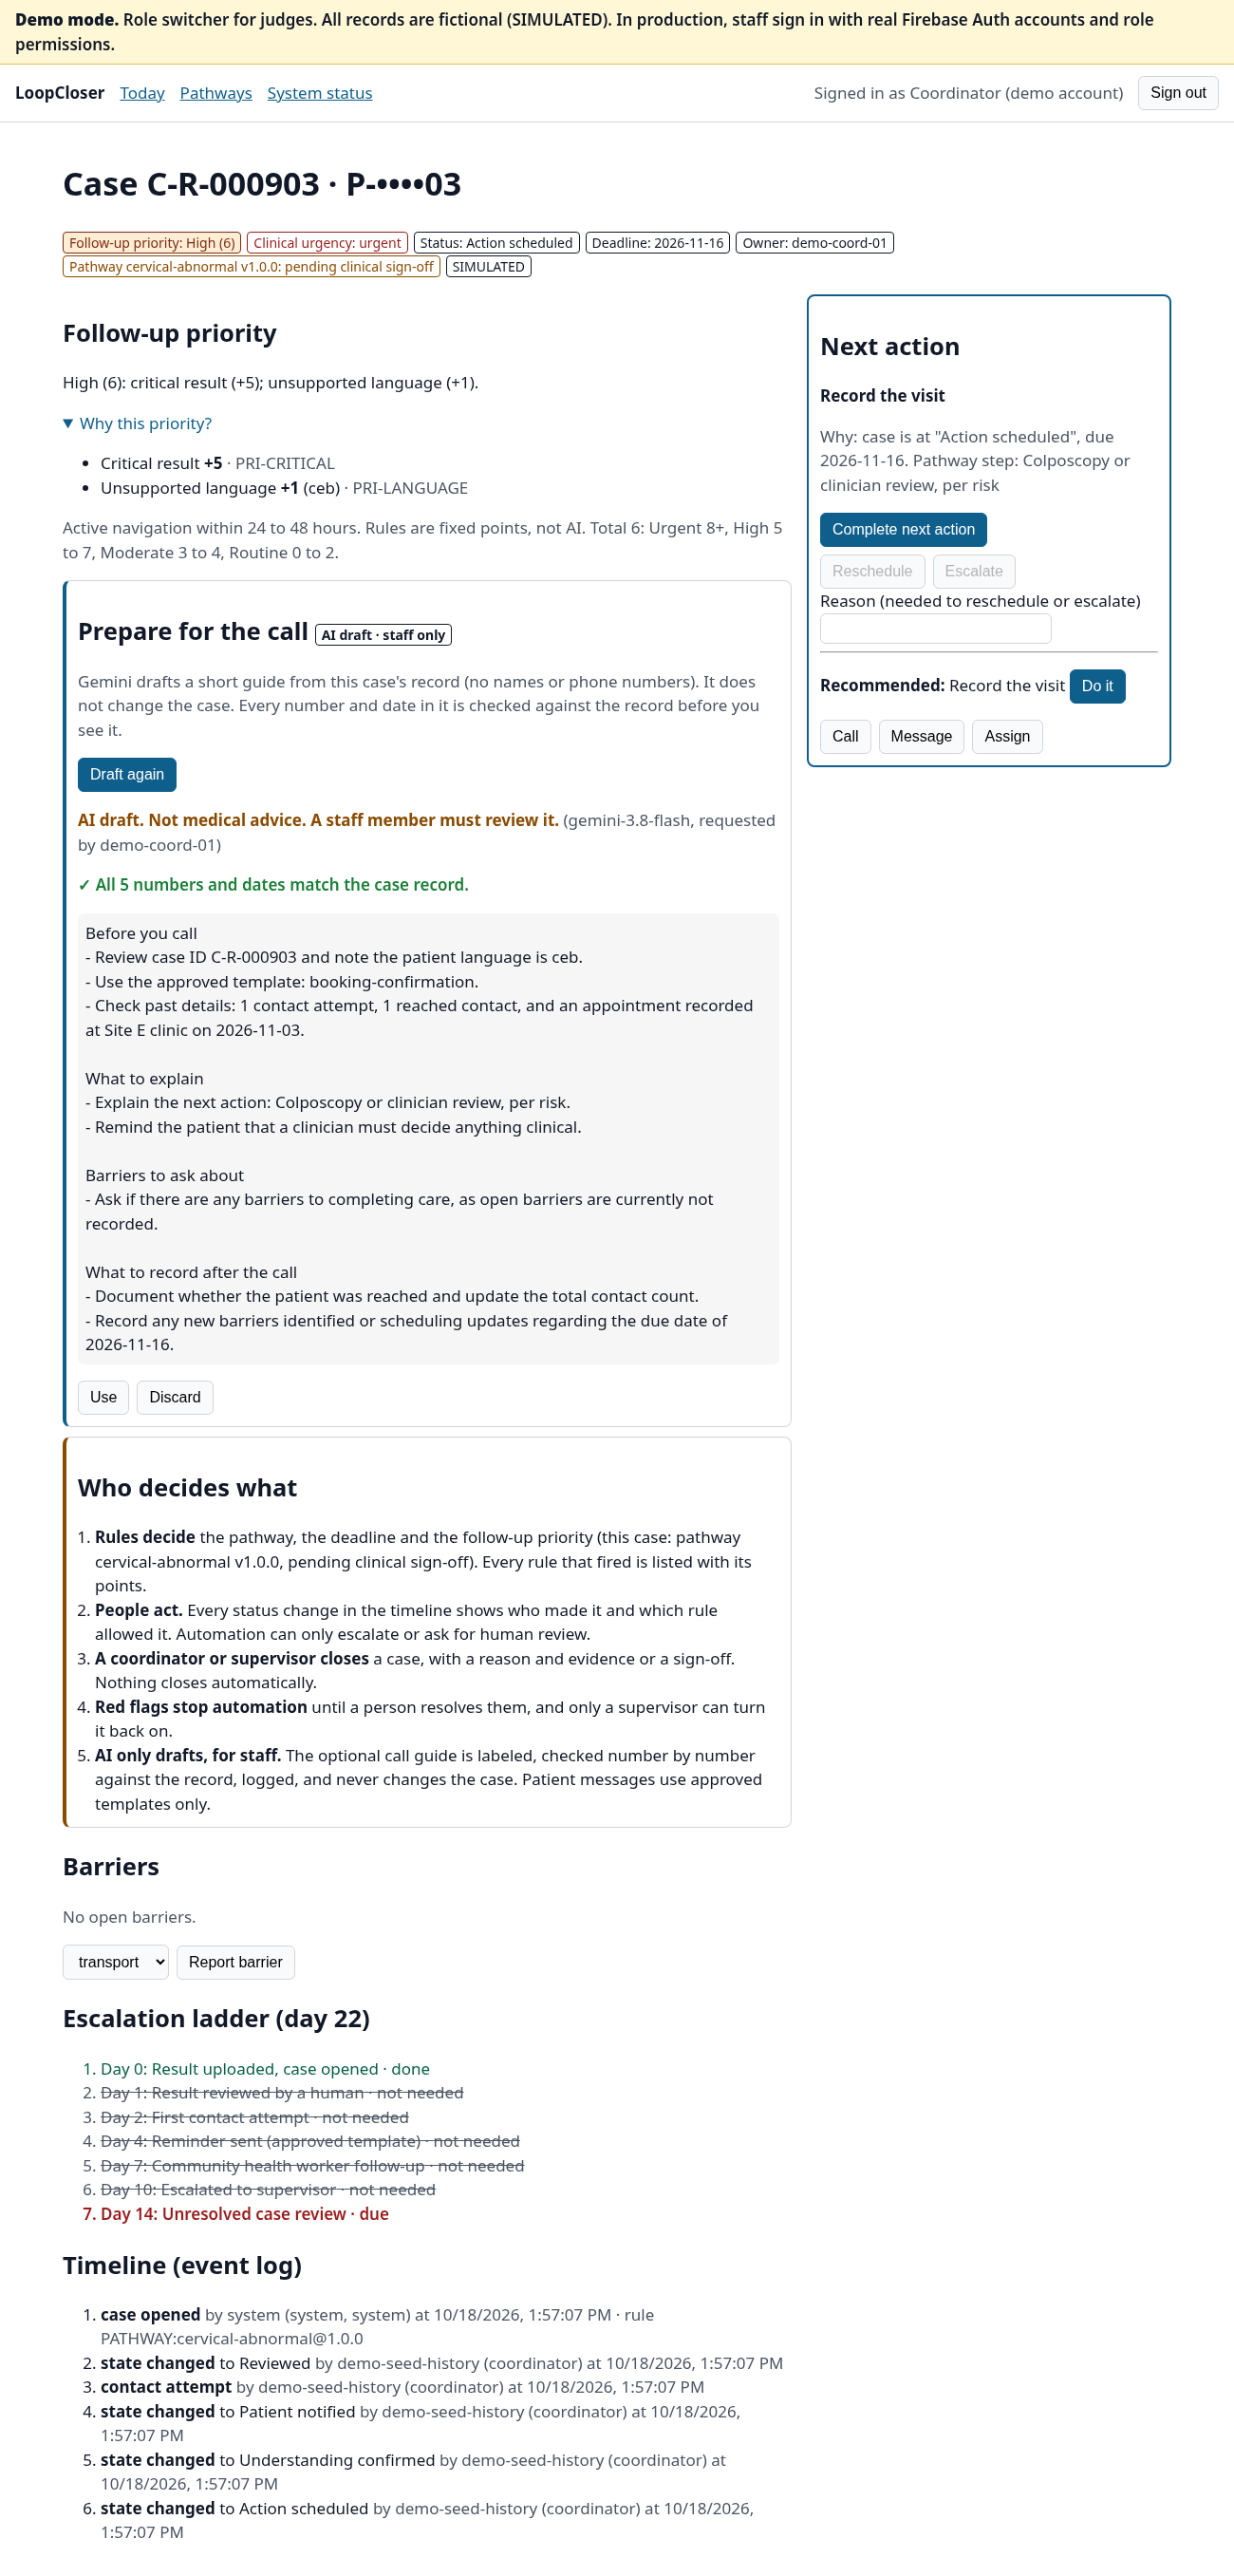 Demo mode. Role switcher for judges. All records are fictional (SIMULATED). In production, staff sign in with real Firebase Auth accounts and role
permissions.
LoopCloser Today Pathways System status Signed in as Coordinator (demo account) Sign out
Case C-R-000903 · P-••••03
Follow-up priority: High (6) Clinical urgency: urgent Status: Action scheduled Deadline: 2026-11-16 Owner: demo-coord-01
Pathway cervical-abnormal v1.0.0: pending clinical sign-off SIMULATED
Follow-up priority
High (6): critical result (+5); unsupported language (+1).
▼ Why this priority?
• Critical result +5 · PRI-CRITICAL
• Unsupported language +1 (ceb) · PRI-LANGUAGE
Active navigation within 24 to 48 hours. Rules are fixed points, not AI. Total 6: Urgent 8+, High 5
to 7, Moderate 3 to 4, Routine 0 to 2.
Prepare for the call AI draft · staff only
Gemini drafts a short guide from this case's record (no names or phone numbers). It does
not change the case. Every number and date in it is checked against the record before you
see it.
Draft again
AI draft. Not medical advice. A staff member must review it. (gemini-3.8-flash, requested
by demo-coord-01)
✓ All 5 numbers and dates match the case record.
Before you call
- Review case ID C-R-000903 and note the patient language is ceb.
- Use the approved template: booking-confirmation.
- Check past details: 1 contact attempt, 1 reached contact, and an appointment recorded
at Site E clinic on 2026-11-03.
What to explain
- Explain the next action: Colposcopy or clinician review, per risk.
- Remind the patient that a clinician must decide anything clinical.
Barriers to ask about
- Ask if there are any barriers to completing care, as open barriers are currently not
recorded.
What to record after the call
- Document whether the patient was reached and update the total contact count.
- Record any new barriers identified or scheduling updates regarding the due date of
2026-11-16.
Use Discard
Who decides what
1. Rules decide the pathway, the deadline and the follow-up priority (this case: pathway
cervical-abnormal v1.0.0, pending clinical sign-off). Every rule that fired is listed with its
points.
2. People act. Every status change in the timeline shows who made it and which rule
allowed it. Automation can only escalate or ask for human review.
3. A coordinator or supervisor closes a case, with a reason and evidence or a sign-off.
Nothing closes automatically.
4. Red flags stop automation until a person resolves them, and only a supervisor can turn
it back on.
5. AI only drafts, for staff. The optional call guide is labeled, checked number by number
against the record, logged, and never changes the case. Patient messages use approved
templates only.
Barriers
No open barriers.
transport Report barrier
Escalation ladder (day 22)
1. Day 0: Result uploaded, case opened · done
2. Day 1: Result reviewed by a human · not needed
3. Day 2: First contact attempt · not needed
4. Day 4: Reminder sent (approved template) · not needed
5. Day 7: Community health worker follow-up · not needed
6. Day 10: Escalated to supervisor · not needed
7. Day 14: Unresolved case review · due
Timeline (event log)
1. case opened by system (system, system) at 10/18/2026, 1:57:07 PM · rule
PATHWAY:cervical-abnormal@1.0.0
2. state changed to Reviewed by demo-seed-history (coordinator) at 10/18/2026, 1:57:07 PM
3. contact attempt by demo-seed-history (coordinator) at 10/18/2026, 1:57:07 PM
4. state changed to Patient notified by demo-seed-history (coordinator) at 10/18/2026,
1:57:07 PM
5. state changed to Understanding confirmed by demo-seed-history (coordinator) at
10/18/2026, 1:57:07 PM
6. state changed to Action scheduled by demo-seed-history (coordinator) at 10/18/2026,
1:57:07 PM
Next action
Record the visit
Why: case is at "Action scheduled", due
2026-11-16. Pathway step: Colposcopy or
clinician review, per risk
Complete next action
Reschedule Escalate
Reason (needed to reschedule or escalate)
Recommended: Record the visit Do it
Call Message Assign